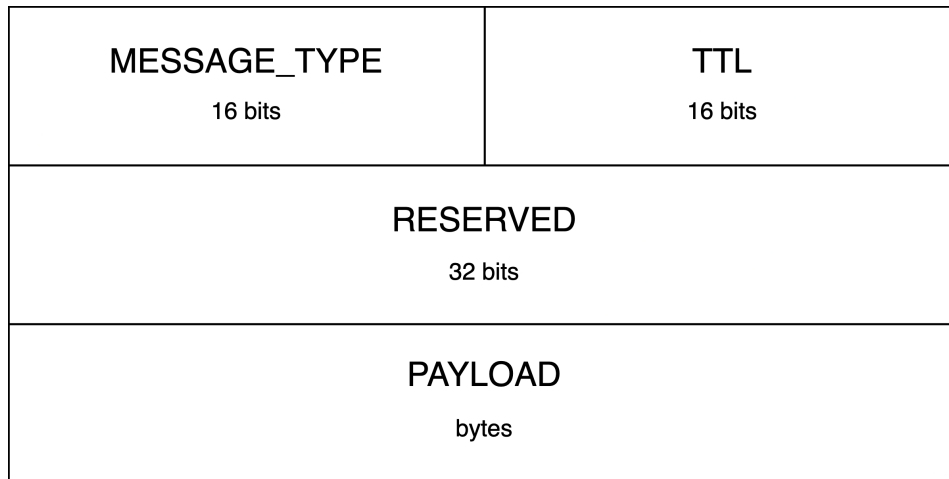 MESSAGE_TYPE
16 bits
TTL
16 bits
RESERVED
32 bits
PAYLOAD
bytes